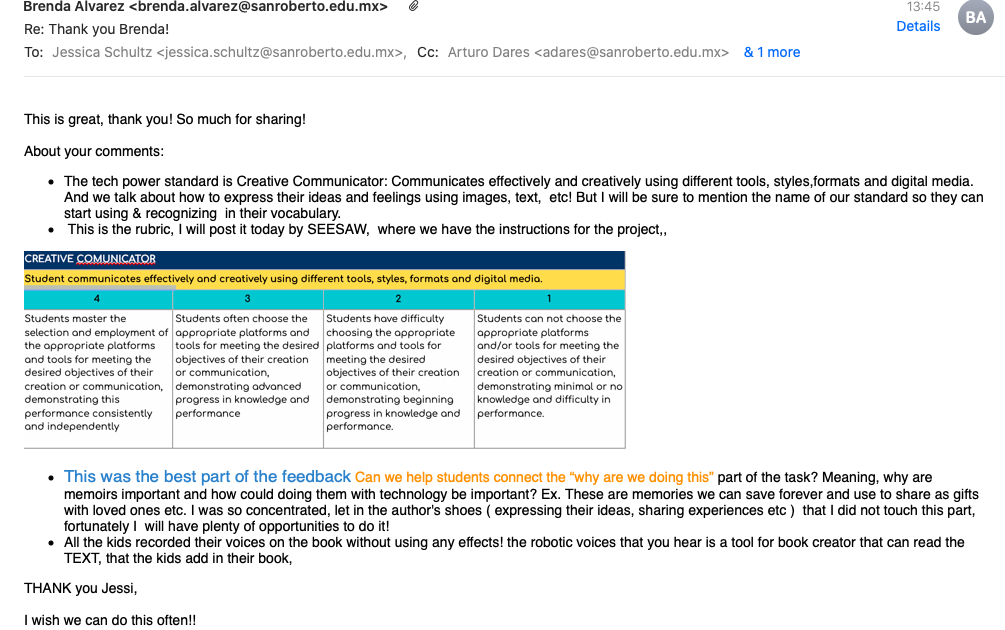 Brenda Alvarez <brenda.alvarez@sanroberto.edu.mx>
13:45
Re: Thank you Brenda!
Details
BA
To: Jessica Schultz <jessica.schultz@sanroberto.edu.mx>, Cc: Arturo Dares <adares@sanroberto.edu.mx> & 1 more
This is great, thank you! So much for sharing!
About your comments:
• The tech power standard is Creative Communicator: Communicates effectively and creatively using different tools, styles,formats and digital media.
And we talk about how to express their ideas and feelings using images, text, etc! But I will be sure to mention the name of our standard so they can
start using & recognizing in their vocabulary.
• This is the rubric, I will post it today by SEESAW, where we have the instructions for the project,,
CREATIVE COMUNICATOR
Student communicates effectively and creatively using different tools, styles, formats and digital media.
4
3
2
1
Students master the
selection and employment of
the appropriate platforms
and tools for meeting the
desired objectives of their
creation or communication,
demonstrating this
performance consistently
and independently
Students often choose the
appropriate platforms and
tools for meeting the desired
objectives of their creation
or communication,
demonstrating advanced
progress in knowledge and
performance
Students have difficulty
choosing the appropriate
platforms and tools for
meeting the desired
objectives of their creation
or communication,
demonstrating beginning
progress in knowledge and
performance.
Students can not choose the
appropriate platforms
and/or tools for meeting the
desired objectives of their
creation or communication,
demonstrating minimal or no
knowledge and difficulty in
performance.
• This was the best part of the feedback Can we help students connect the “why are we doing this” part of the task? Meaning, why are
memoirs important and how could doing them with technology be important? Ex. These are memories we can save forever and use to share as gifts
with loved ones etc. I was so concentrated, let in the author's shoes ( expressing their ideas, sharing experiences etc ) that I did not touch this part,
fortunately I will have plenty of opportunities to do it!
• All the kids recorded their voices on the book without using any effects! the robotic voices that you hear is a tool for book creator that can read the
TEXT, that the kids add in their book,
THANK you Jessi,
I wish we can do this often!!